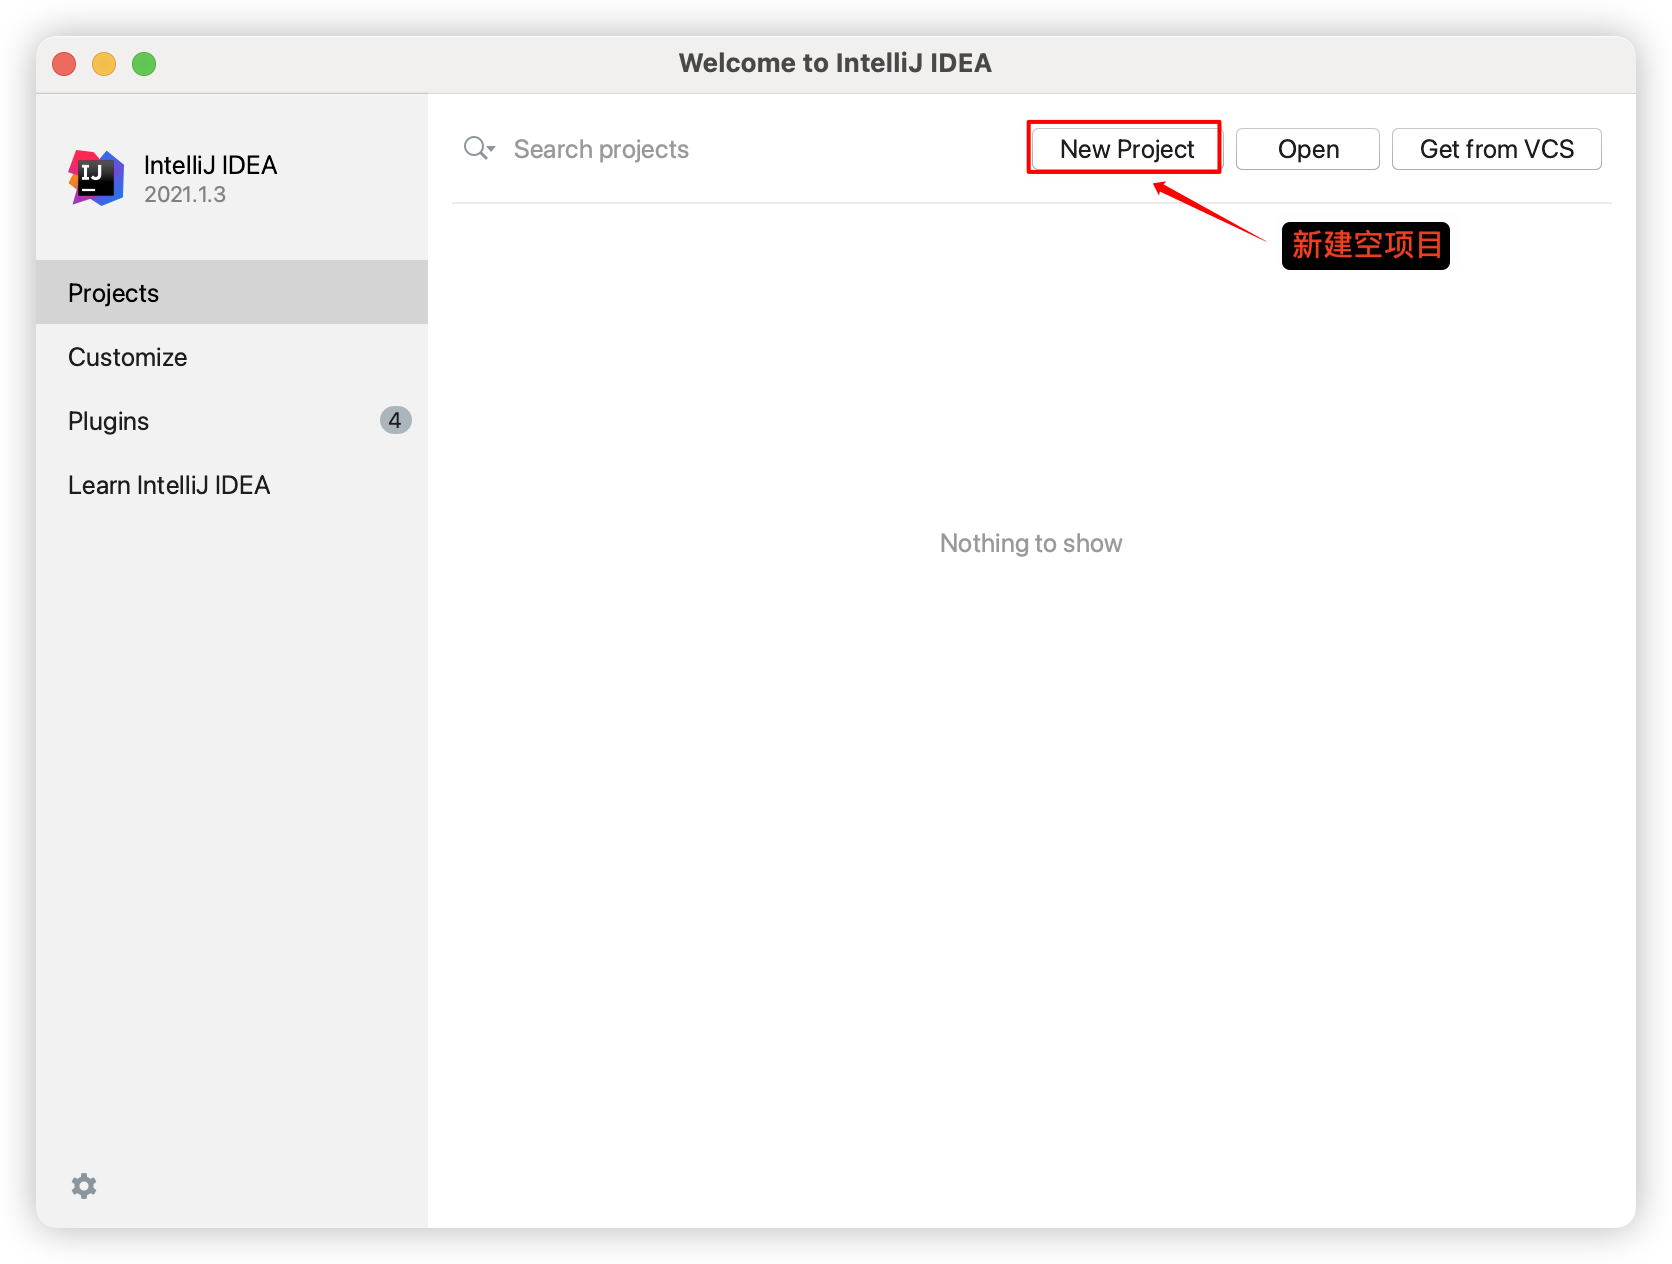 Welcome to IntelliJ IDEA
IJ
IntelliJ IDEA
2021.1.3
Search projects
New Project
Open
Get from VCS
新建空项目
Projects
Customize
Plugins
4
Learn IntelliJ IDEA
Nothing to show